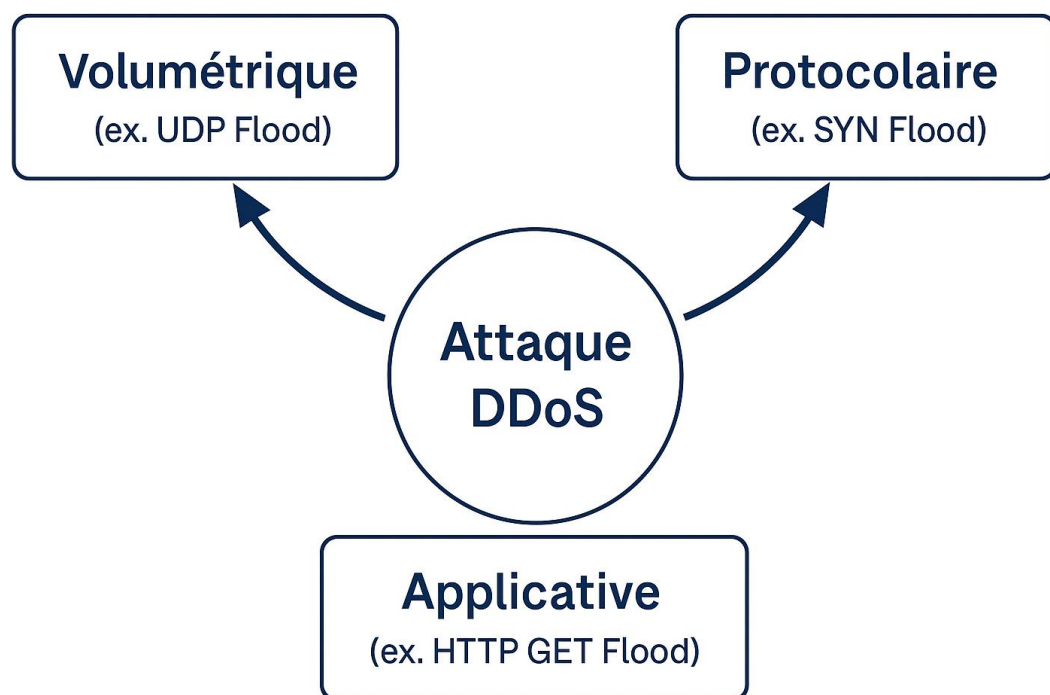 Volumétrique
(ex. UDP Flood)
Protocolaire
(ex. SYN Flood)
Attaque
DDoS
Applicative
(ex. HTTP GET Flood)